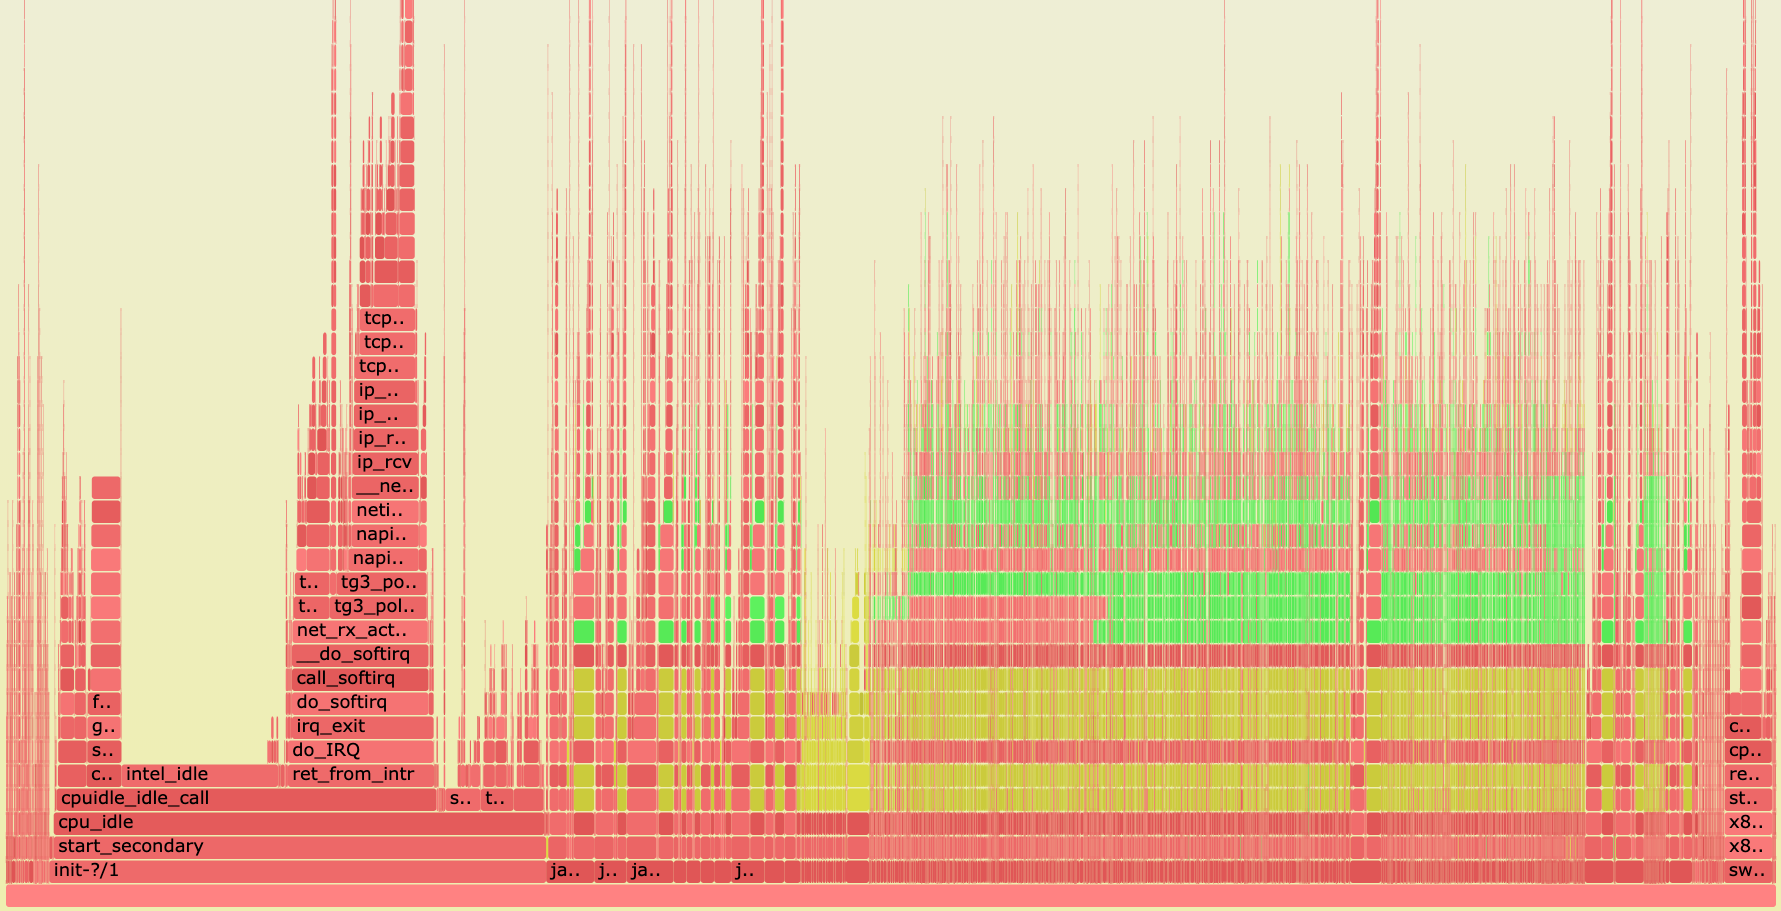 tcp..
tcp..
tcp..
ip_..
ip_..
ip_r..
ip_rcv
__ne..
neti..
napi..
napi..
t.. tg3_po..
t.. tg3_pol..
net_rx_act..
__do_softirq
call_softirq
f.. do_softirq
g.. irq_exit c..
s.. do_IRQ cp..
c.. intel_idle ret_from_intr re..
cpuidle_idle_call s.. t.. st..
cpu_idle x8..
start_secondary x8..
init-?/1 ja.. j.. ja.. j.. sw..